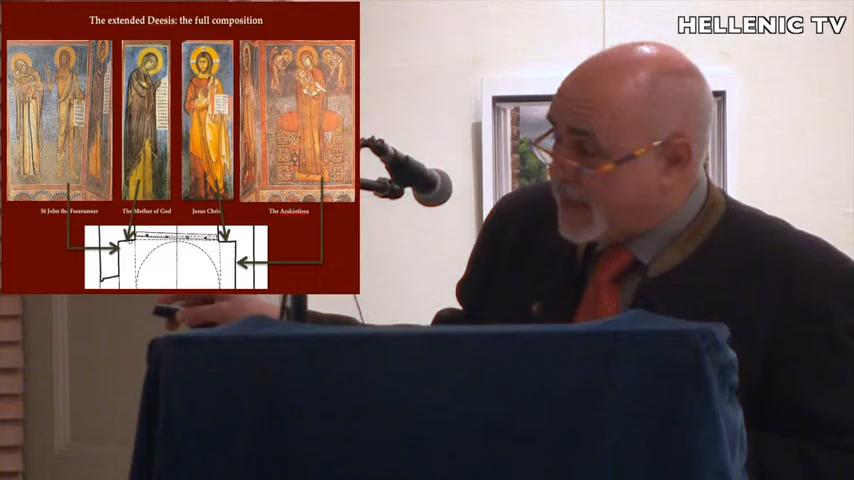 The extended Deesis: the full composition
HELLENIC TV
St John the Forerunner
The Mother of God
Jesus Christ
The Arakiotissa